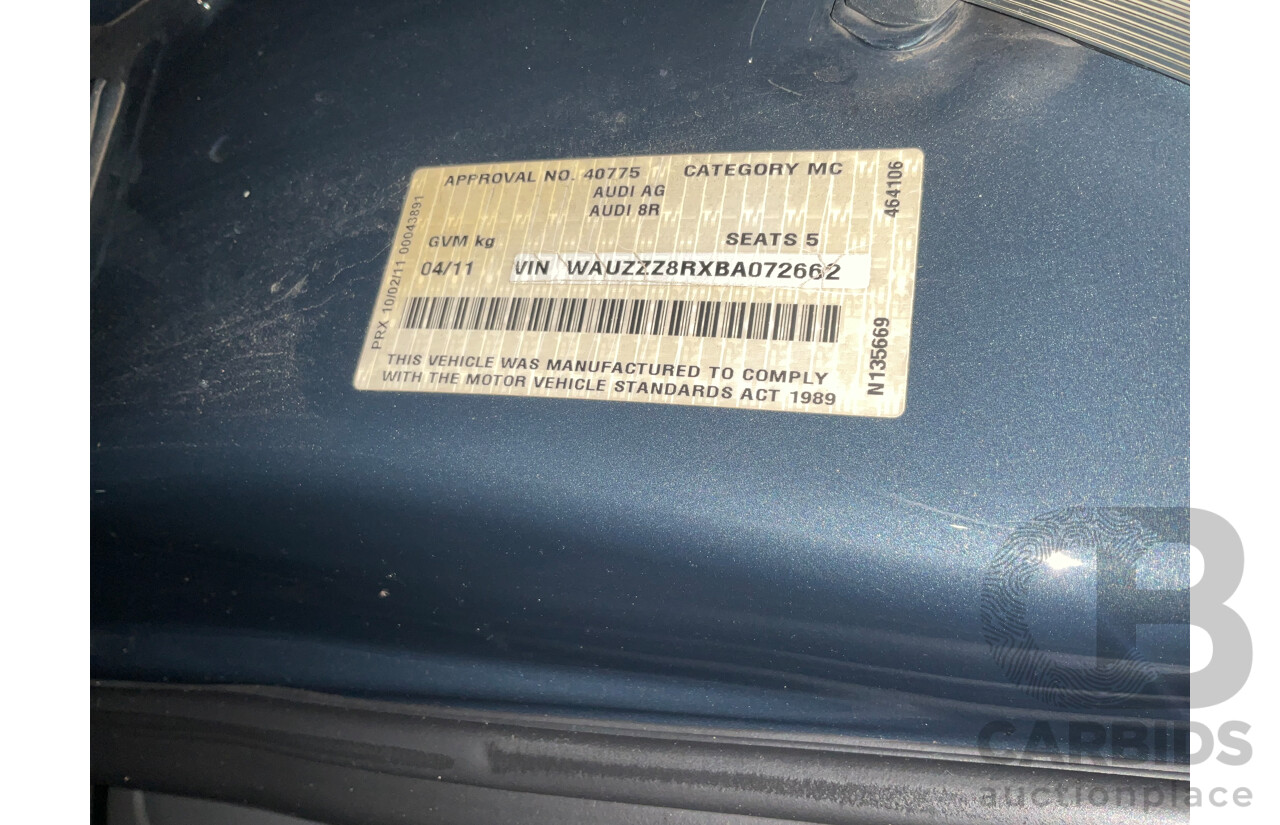 APPROVAL NO. 40775 CATEGORY MC
AUDI AG
AUDI 8R
GVM kg SEATS 5
04/11 VIN WAUZZZ8RXBA072662
THIS VEHICLE WAS MANUFACTURED TO COMPLY
WITH THE MOTOR VEHICLE STANDARDS ACT 1989
PRX 10/02/11 00043891
464106
N135669
CB
CARBIDS
auctionplace